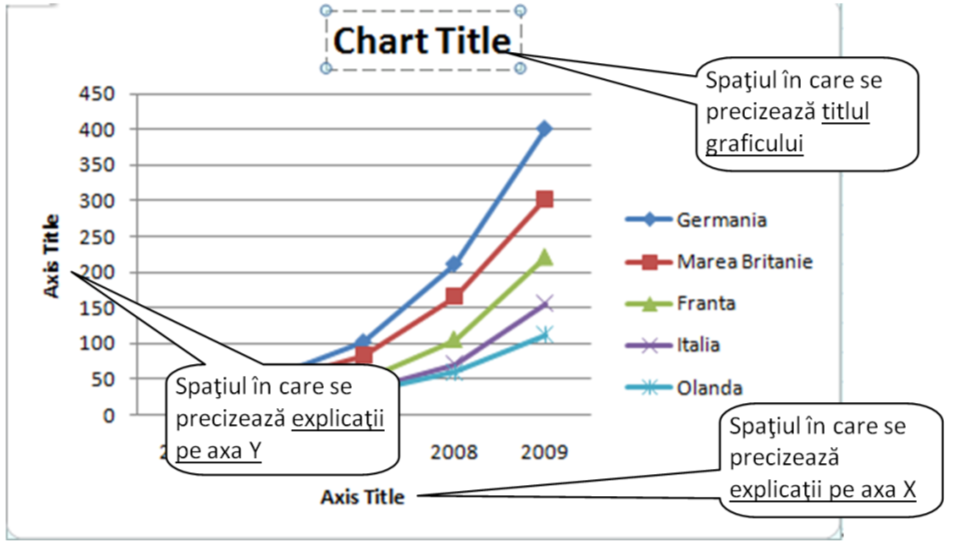 Chart Title
Spaţiul în care se
precizează titlul
graficului
450
400
350
300
250
200
150
100
50
0
Axis Title
Germania
Marea Britanie
Franta
Italia
Olanda
Spaţiul în care se
precizează explicaţii
pe axa Y
2008 2009
Axis Title
Spaţiul în care se
precizează
explicaţii pe axa X